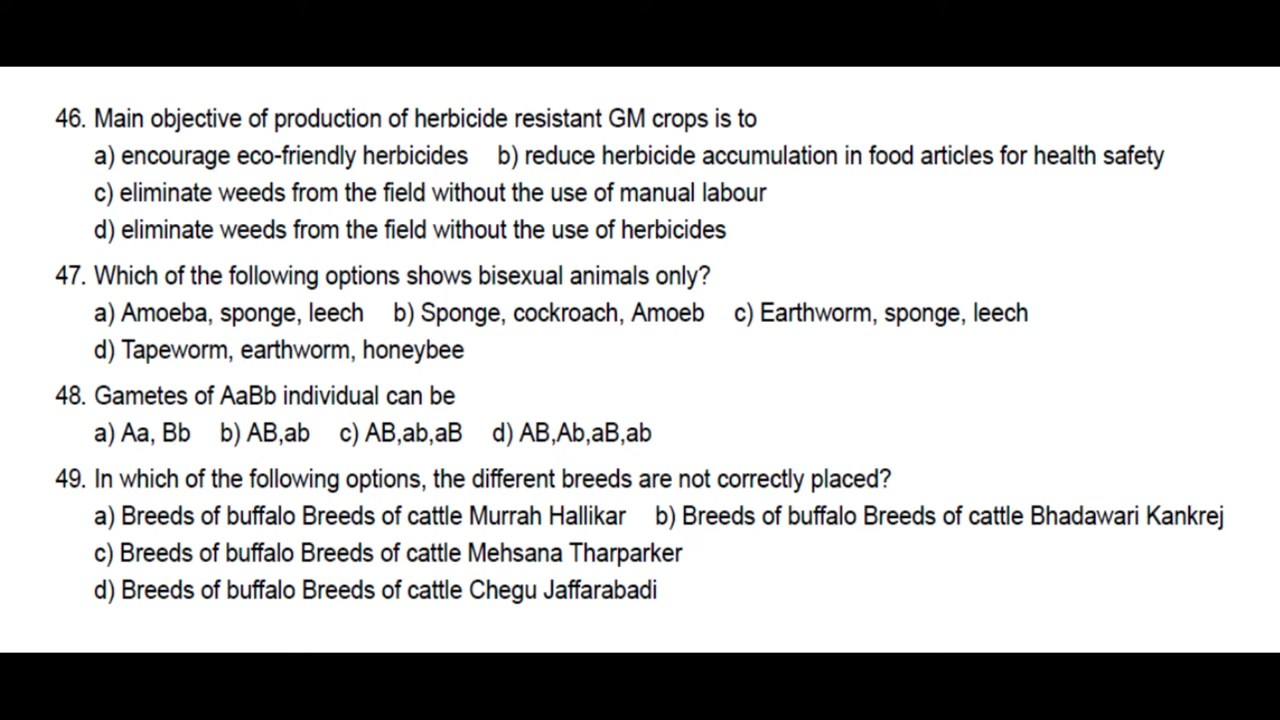 46. Main objective of production of herbicide resistant GM crops is to
a) encourage eco-friendly herbicides b) reduce herbicide accumulation in food articles for health safety
c) eliminate weeds from the field without the use of manual labour
d) eliminate weeds from the field without the use of herbicides
47. Which of the following options shows bisexual animals only?
a) Amoeba, sponge, leech b) Sponge, cockroach, Amoeb c) Earthworm, sponge, leech
d) Tapeworm, earthworm, honeybee
48. Gametes of AaBb individual can be
a) Aa, Bb b) AB,ab c) AB,ab,aB d) AB,Ab,aB,ab
49. In which of the following options, the different breeds are not correctly placed?
a) Breeds of buffalo Breeds of cattle Murrah Hallikar b) Breeds of buffalo Breeds of cattle Bhadawari Kankrej
c) Breeds of buffalo Breeds of cattle Mehsana Tharparker
d) Breeds of buffalo Breeds of cattle Chegu Jaffarabadi